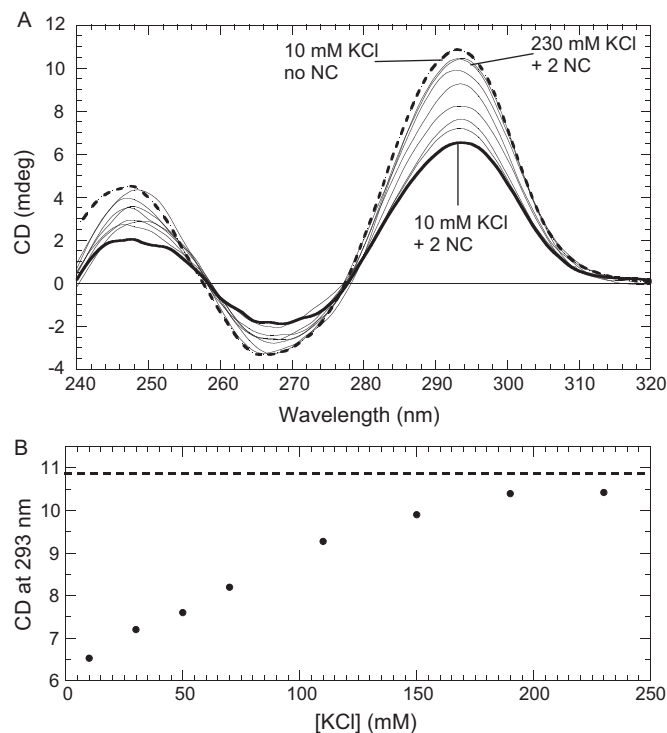 A
12
10
8
6
4
2
0
-2
-4
CD (mdeg)
10 mM KCl
no NC
230 mM KCl
+ 2 NC
10 mM KCl
+ 2 NC
240 250 260 270 280 290 300 310 320
Wavelength (nm)
B
11
10
9
8
7
6
CD at 293 nm
0 50 100 150 200 250
[KCl] (mM)